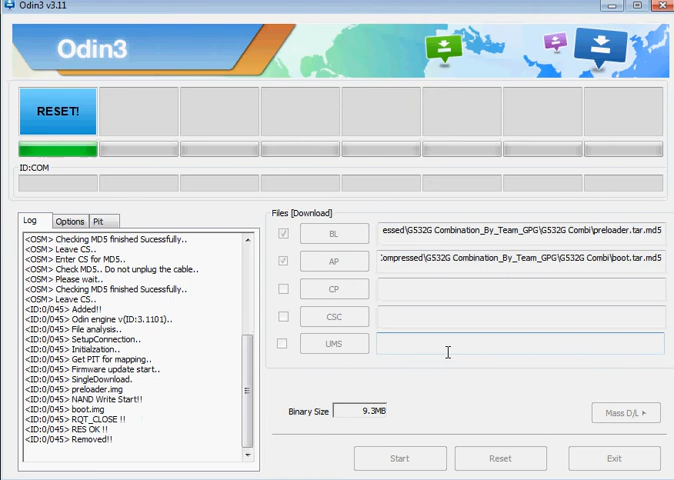 Odin3 v3.11
Odin3
RESET!
ID:COM
Log
Options
Pit
<OSM> Checking MD5 finished Sucessfully..
<OSM> Leave CS..
<OSM> Enter CS for MD5..
<OSM> Check MD5.. Do not unplug the cable..
<OSM> Please wait..
<OSM> Checking MD5 finished Sucessfully..
<OSM> Leave CS..
<ID:0/045> Added!!
<ID:0/045> Odin engine v(ID:3.1101)..
<ID:0/045> File analysis..
<ID:0/045> SetupConnection..
<ID:0/045> Initialzation..
<ID:0/045> Get PIT for mapping..
<ID:0/045> Firmware update start..
<ID:0/045> SingleDownload.
<ID:0/045> preloader.img
<ID:0/045> NAND Write Start!!
<ID:0/045> boot.img
<ID:0/045> RQT_CLOSE !!
<ID:0/045> RES OK !!
<ID:0/045> Removed!!
Files [Download]
BL
essed\G532G Combination_By_Team_GPG\G532G Combi\preloader.tar.md5
AP
Compressed\G532G Combination_By_Team_GPG\G532G Combi\boot.tar.md5
CP
CSC
UMS
Binary Size 9.3MB
Mass D/L
Start
Reset
Exit